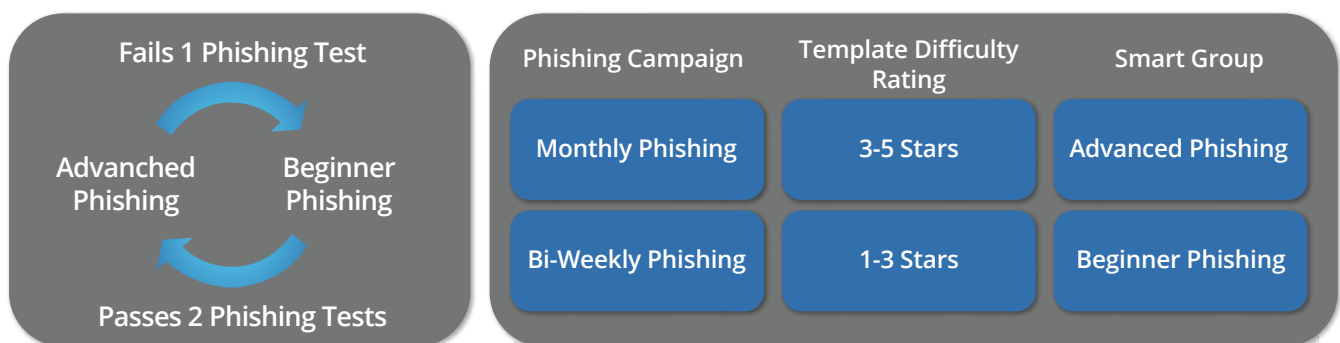 Fails 1 Phishing Test
Advanched
Phishing
Beginner
Phishing
Passes 2 Phishing Tests
Phishing Campaign
Template Difficulty
Rating
Smart Group
Monthly Phishing
3-5 Stars
Advanced Phishing
Bi-Weekly Phishing
1-3 Stars
Beginner Phishing